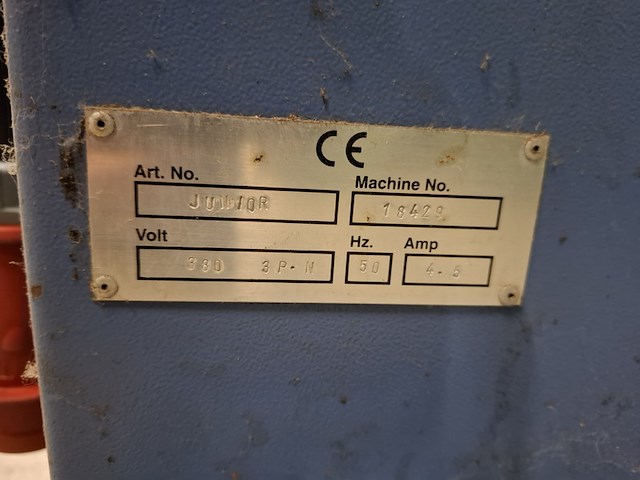 CE
Art. No.
JUNIOR
Machine No.
18429
Volt
380 3P-N
Hz.
50
Amp
4-5